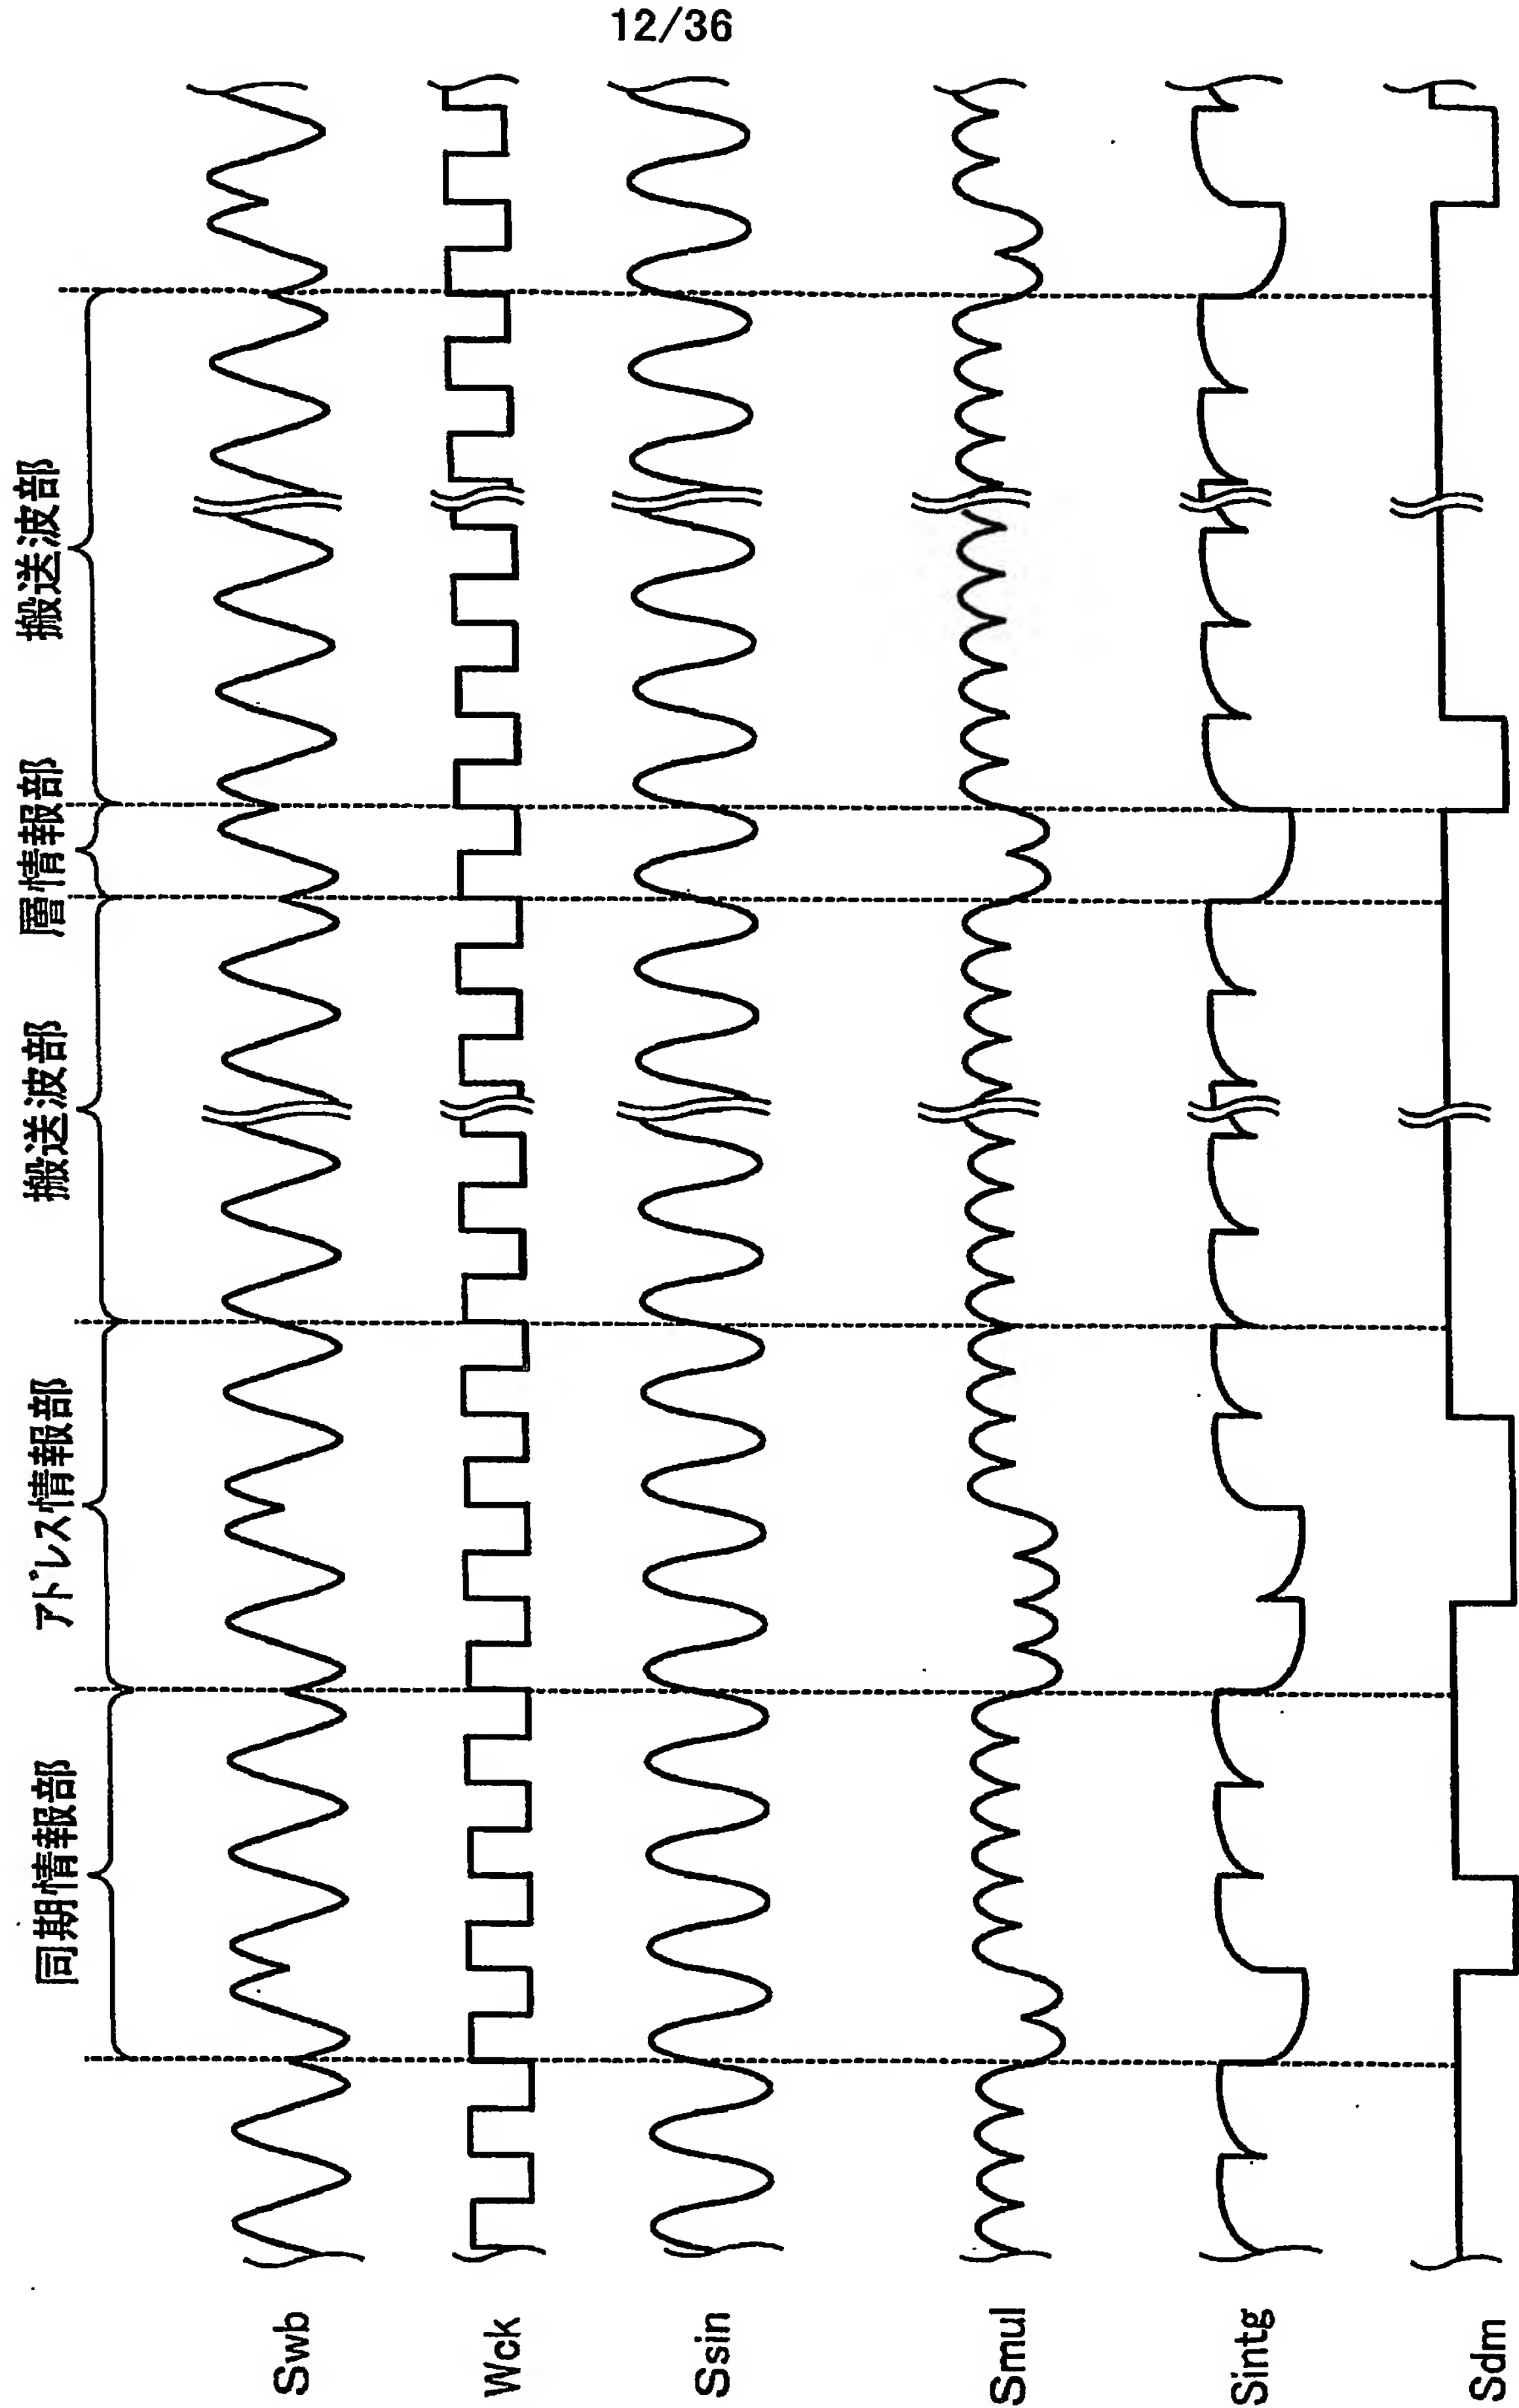 12/36
同期情報部
アドレス情報部
搬送波部
層情報部
搬送波部
Swb
Wck
Ssin
Smul
Sintg
Sdm